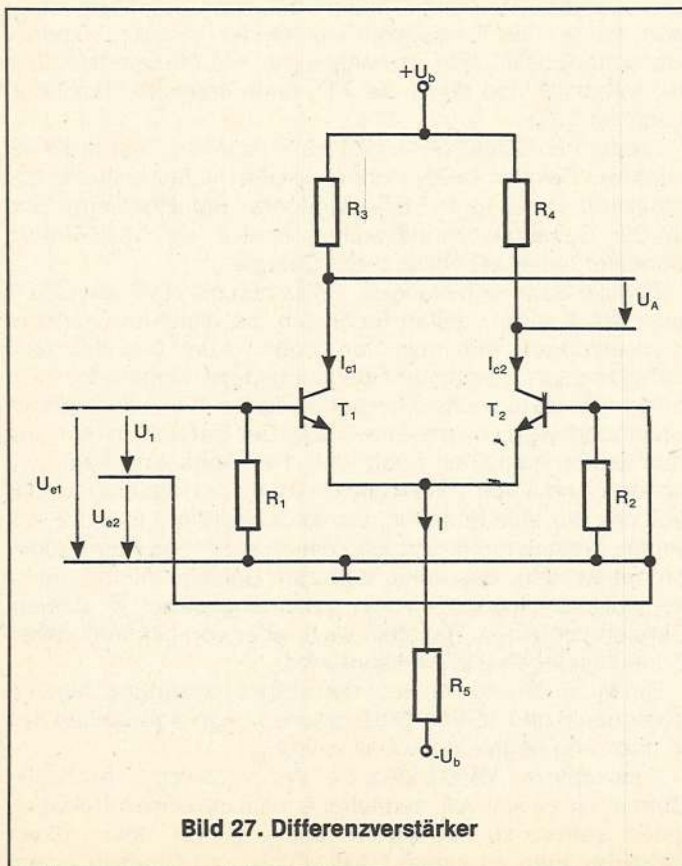 +U_b
R_3
R_4
U_A
I_c1
I_c2
T_1
T_2
U_1
U_e1
U_e2
R_1
R_2
I
R_5
-U_b
Bild 27. Differenzverstärker